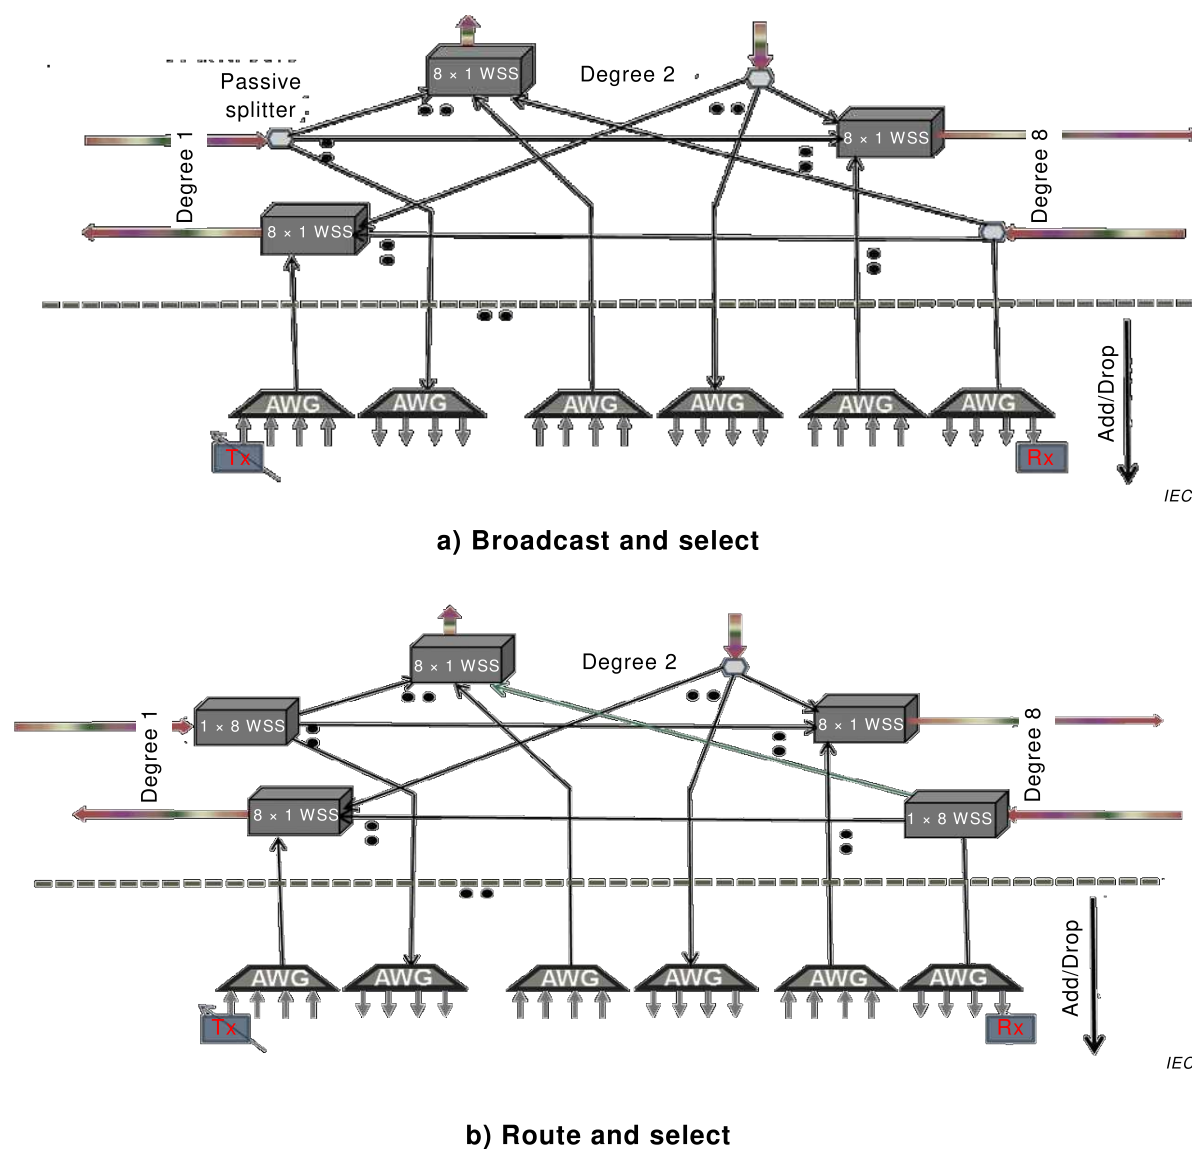 8 × 1 WSS
Degree 2
Passive
splitter
Degree 1
8 × 1 WSS
Degree 8
8 × 1 WSS
AWG
AWG
AWG
AWG
AWG
AWG
Add/Drop
Tx
Rx
IEC
a) Broadcast and select
8 × 1 WSS
Degree 2
Degree 1
1 × 8 WSS
8 × 1 WSS
Degree 8
8 × 1 WSS
1 × 8 WSS
AWG
AWG
AWG
AWG
AWG
AWG
Add/Drop
Tx
Rx
IEC
b) Route and select